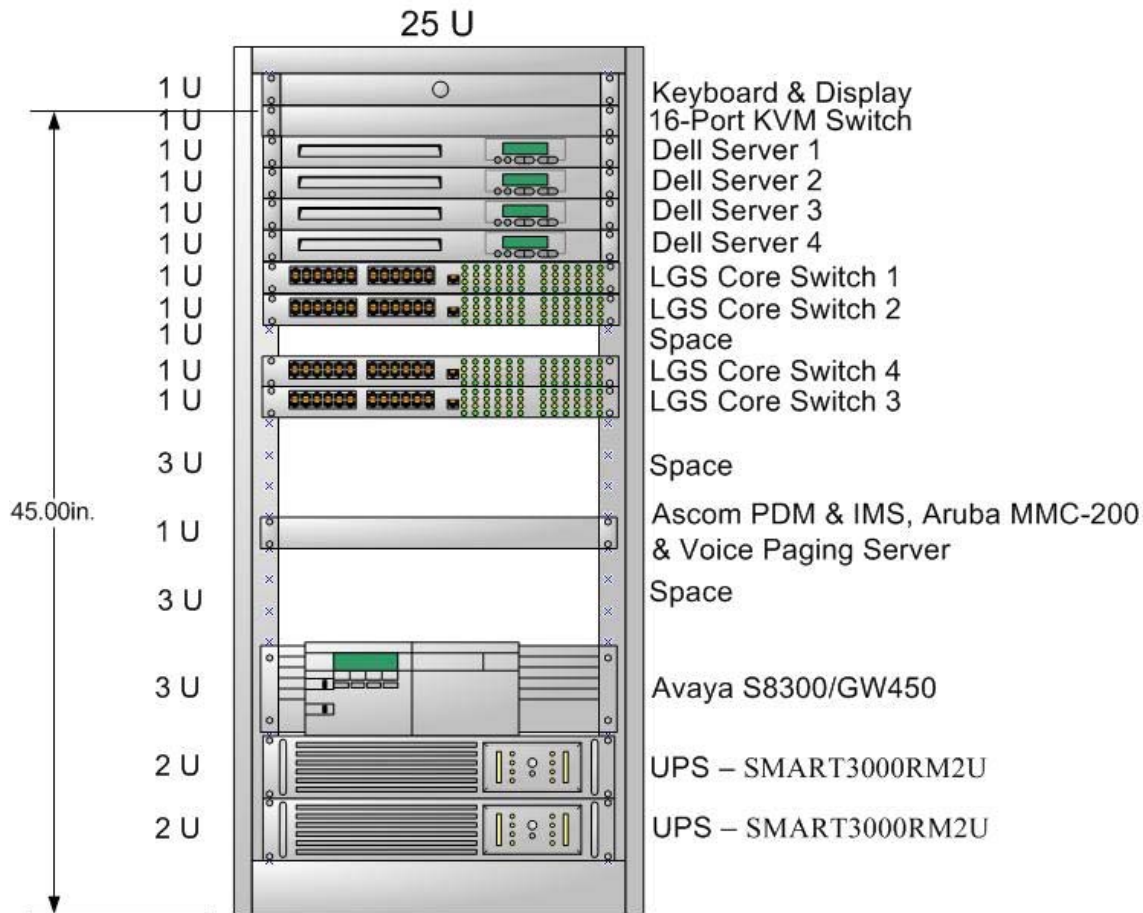 25 U
1 U Keyboard & Display
1 U 16-Port KVM Switch
1 U Dell Server 1
1 U Dell Server 2
1 U Dell Server 3
1 U Dell Server 4
1 U LGS Core Switch 1
1 U LGS Core Switch 2
1 U Space
1 U LGS Core Switch 4
1 U LGS Core Switch 3
3 U Space
45.00in.
1 U Ascom PDM & IMS, Aruba MMC-200
& Voice Paging Server
3 U Space
3 U Avaya S8300/GW450
2 U UPS – SMART3000RM2U
2 U UPS – SMART3000RM2U